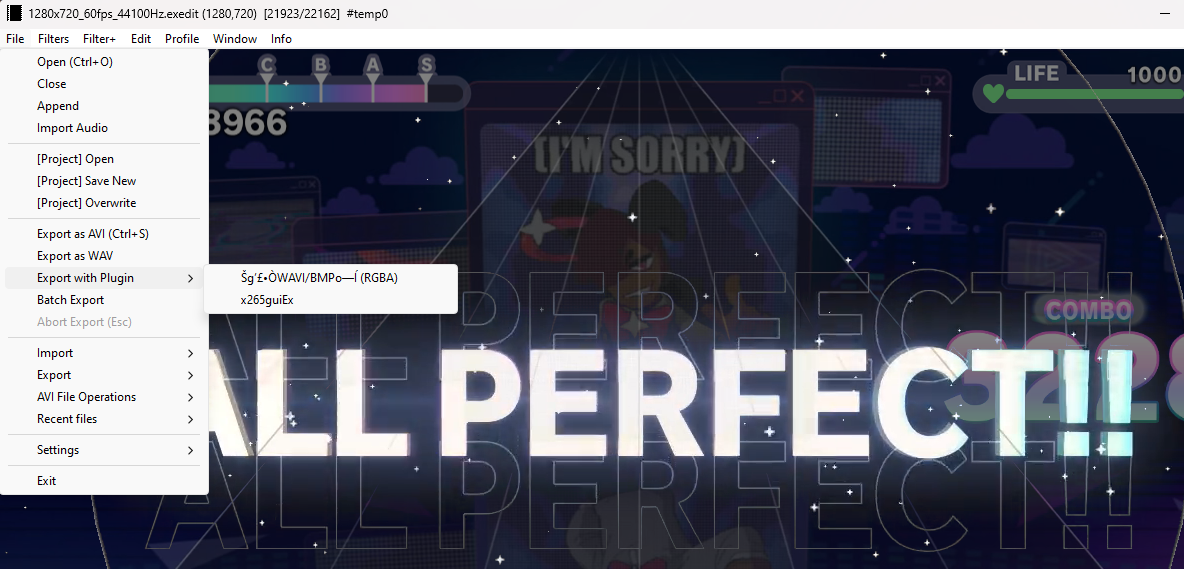 1280x720_60fps_44100Hz.exedit (1280,720) [21923/22162] #temp0
File Filters Filter+ Edit Profile Window Info
Open (Ctrl+O)
Close
Append
Import Audio
[Project] Open
[Project] Save New
[Project] Overwrite
Export as AVI (Ctrl+S)
Export as WAV
Export with Plugin
Šg’£•ÒWAVI/BMPo—Í (RGBA)
x265guiEx
Batch Export
Abort Export (Esc)
Import
Export
AVI File Operations
Recent files
Settings
Exit
C B A S
3966
LIFE 1000
(I'M SORRY)
COMBO
3228
ALL PERFECT!!
ALL PERFECT!!
ALL PERFECT!!